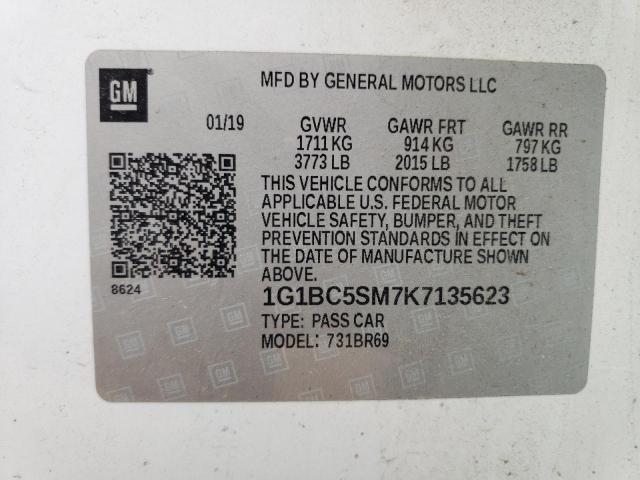 GM
MFD BY GENERAL MOTORS LLC
01/19 GVWR GAWR FRT GAWR RR
1711 KG 914 KG 797 KG
3773 LB 2015 LB 1758 LB
THIS VEHICLE CONFORMS TO ALL
APPLICABLE U.S. FEDERAL MOTOR
VEHICLE SAFETY, BUMPER, AND THEFT
PREVENTION STANDARDS IN EFFECT ON
THE DATE OF MANUFACTURE SHOWN
ABOVE.
8624
1G1BC5SM7K7135623
TYPE: PASS CAR
MODEL: 731BR69